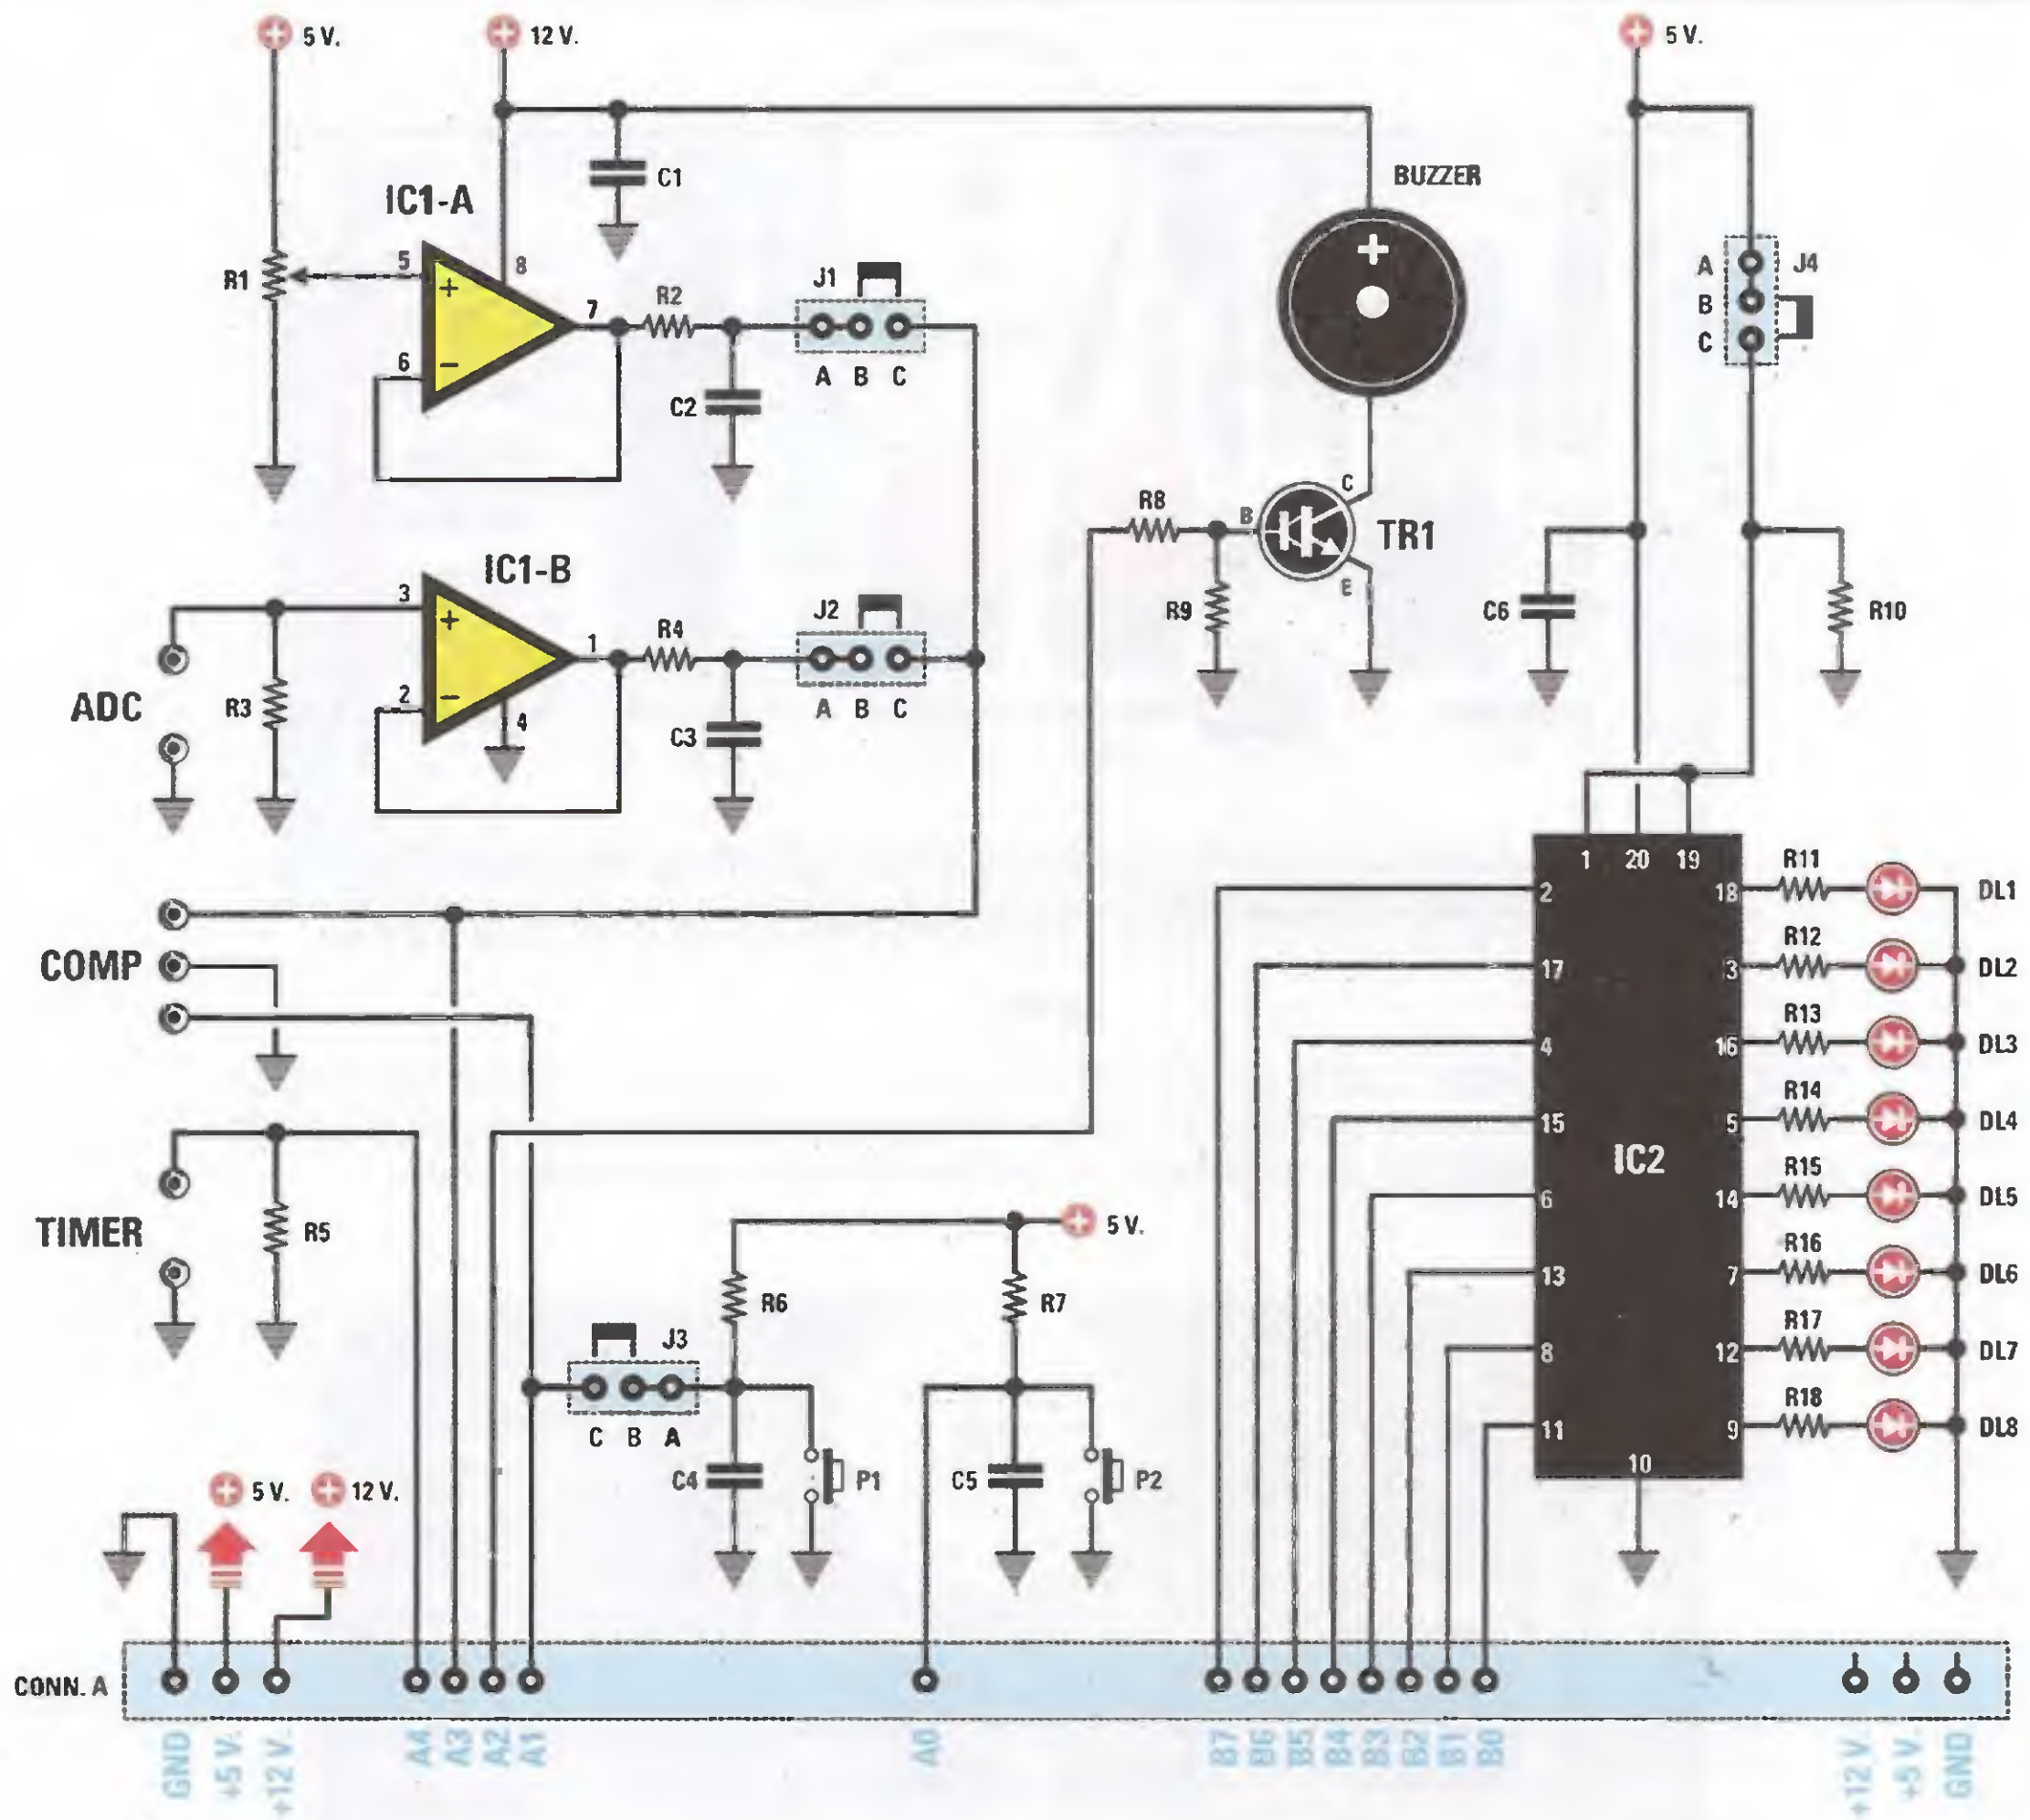 5 V.
12 V.
5 V.
C1
BUZZER
IC1-A
R1
5
8
+
6
−
7
R2
J1
A B C
C2
+
A
B
C
J4
IC1-B
3
+
2
−
4
1
R4
J2
A B C
C3
ADC
R3
R8
B
C
E
TR1
R9
C6
R10
COMP
TIMER
R5
1 20 19
2
17
4
15
6
13
8
11
IC2
18
3
16
5
14
7
12
9
10
R11
DL1
R12
DL2
R13
DL3
R14
DL4
R15
DL5
R16
DL6
R17
DL7
R18
DL8
5 V.
R6
R7
J3
C B A
C4
P1
C5
P2
5 V.
12 V.
CONN. A
GND
+5 V.
+12 V.
A4
A3
A2
A1
A0
B7
B6
B5
B4
B3
B2
B1
B0
+12 V.
+5 V.
GND